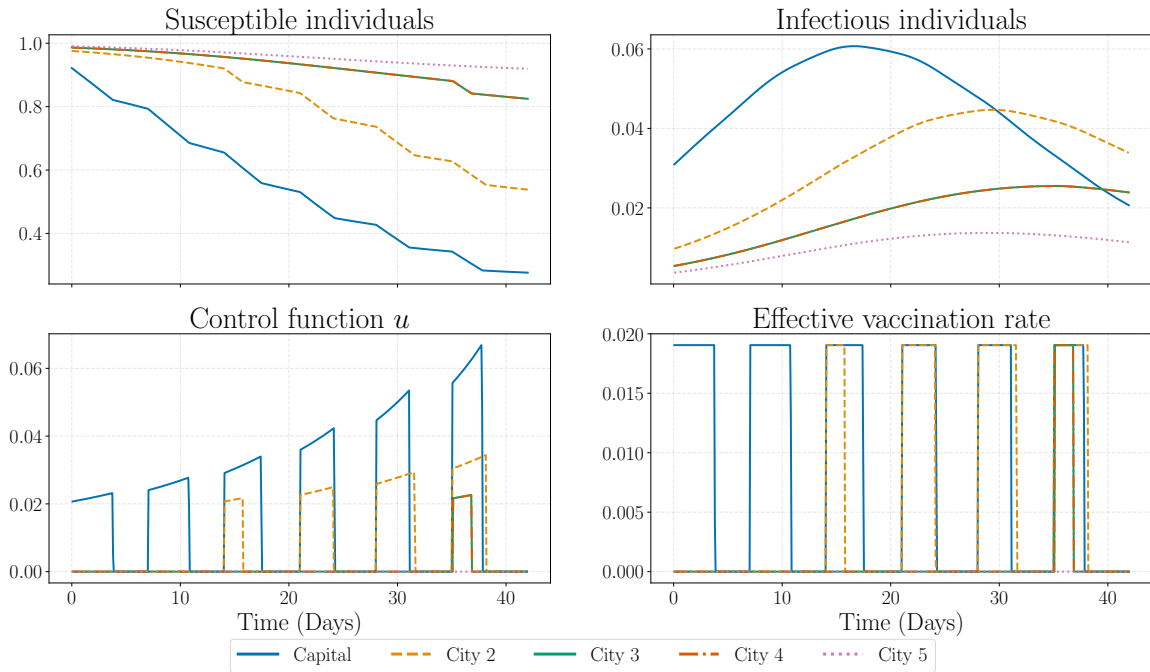 Susceptible individuals
Infectious individuals
1.0
0.8
0.6
0.4
0.06
0.04
0.02
Control function u
Effective vaccination rate
0.06
0.04
0.02
0.00
0.020
0.015
0.010
0.005
0.000
0 10 20 30 40
0 10 20 30 40
Time (Days)
Time (Days)
Capital City 2 City 3 City 4 City 5